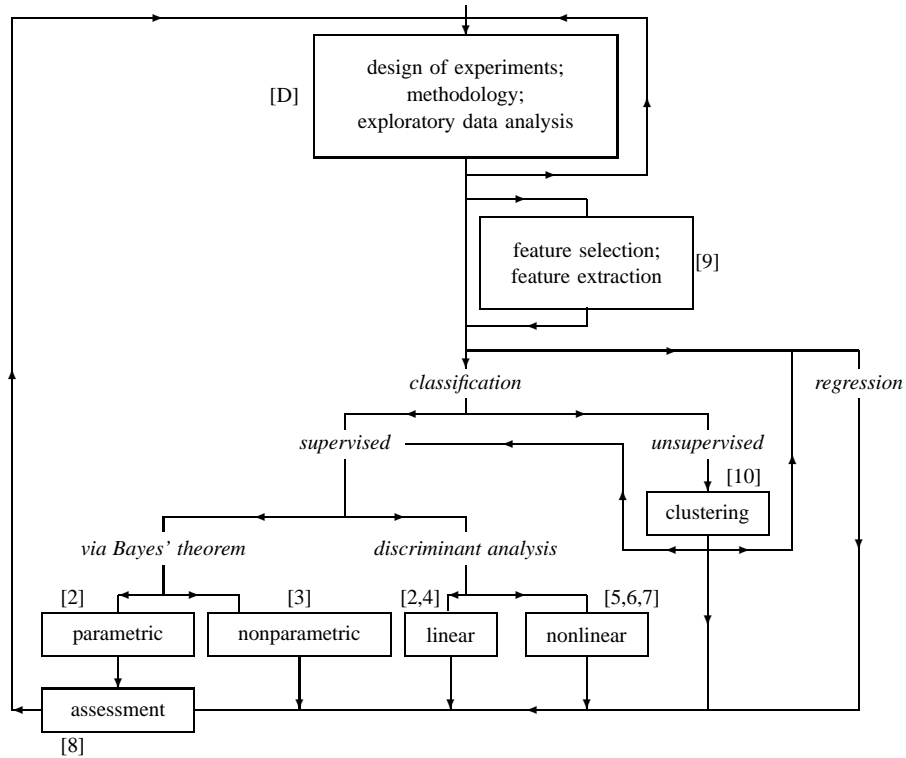 design of experiments;
methodology;
exploratory data analysis
[D]
feature selection;
feature extraction
[9]
classification
regression
supervised
unsupervised
[10]
clustering
via Bayes' theorem
discriminant analysis
[2]
[3]
[2,4]
[5,6,7]
parametric
nonparametric
linear
nonlinear
assessment
[8]